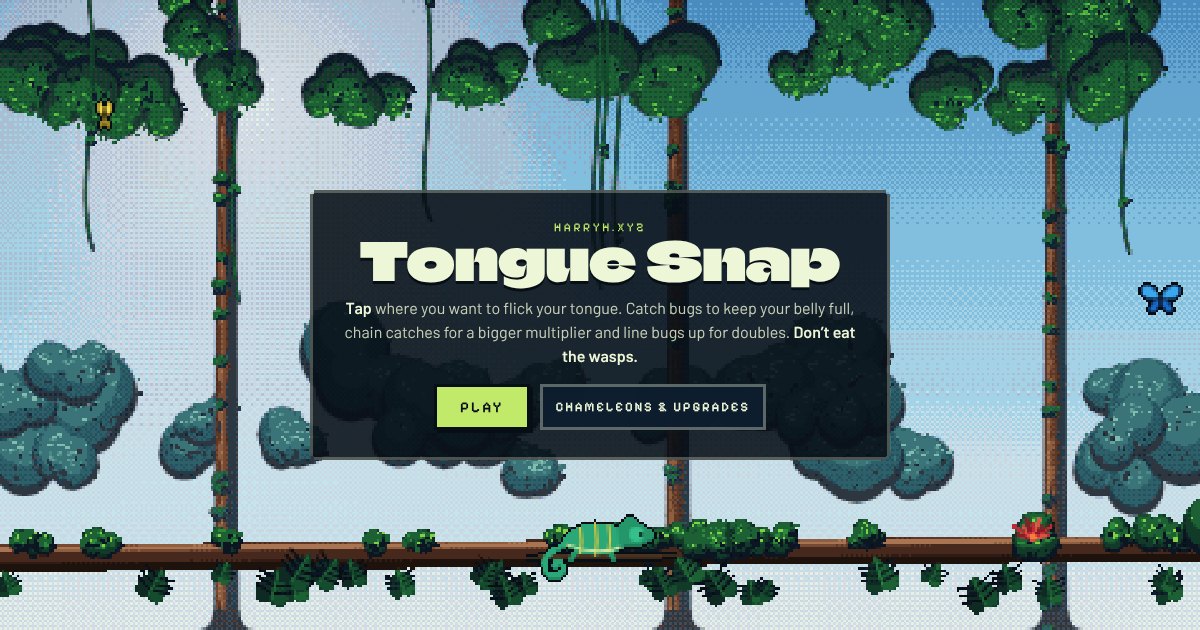 HARRYH.XYZ
Tongue Snap
Tap where you want to flick your tongue. Catch bugs to keep your belly full,
chain catches for a bigger multiplier and line bugs up for doubles. Don't eat
the wasps.
PLAY
CHAMELEONS & UPGRADES